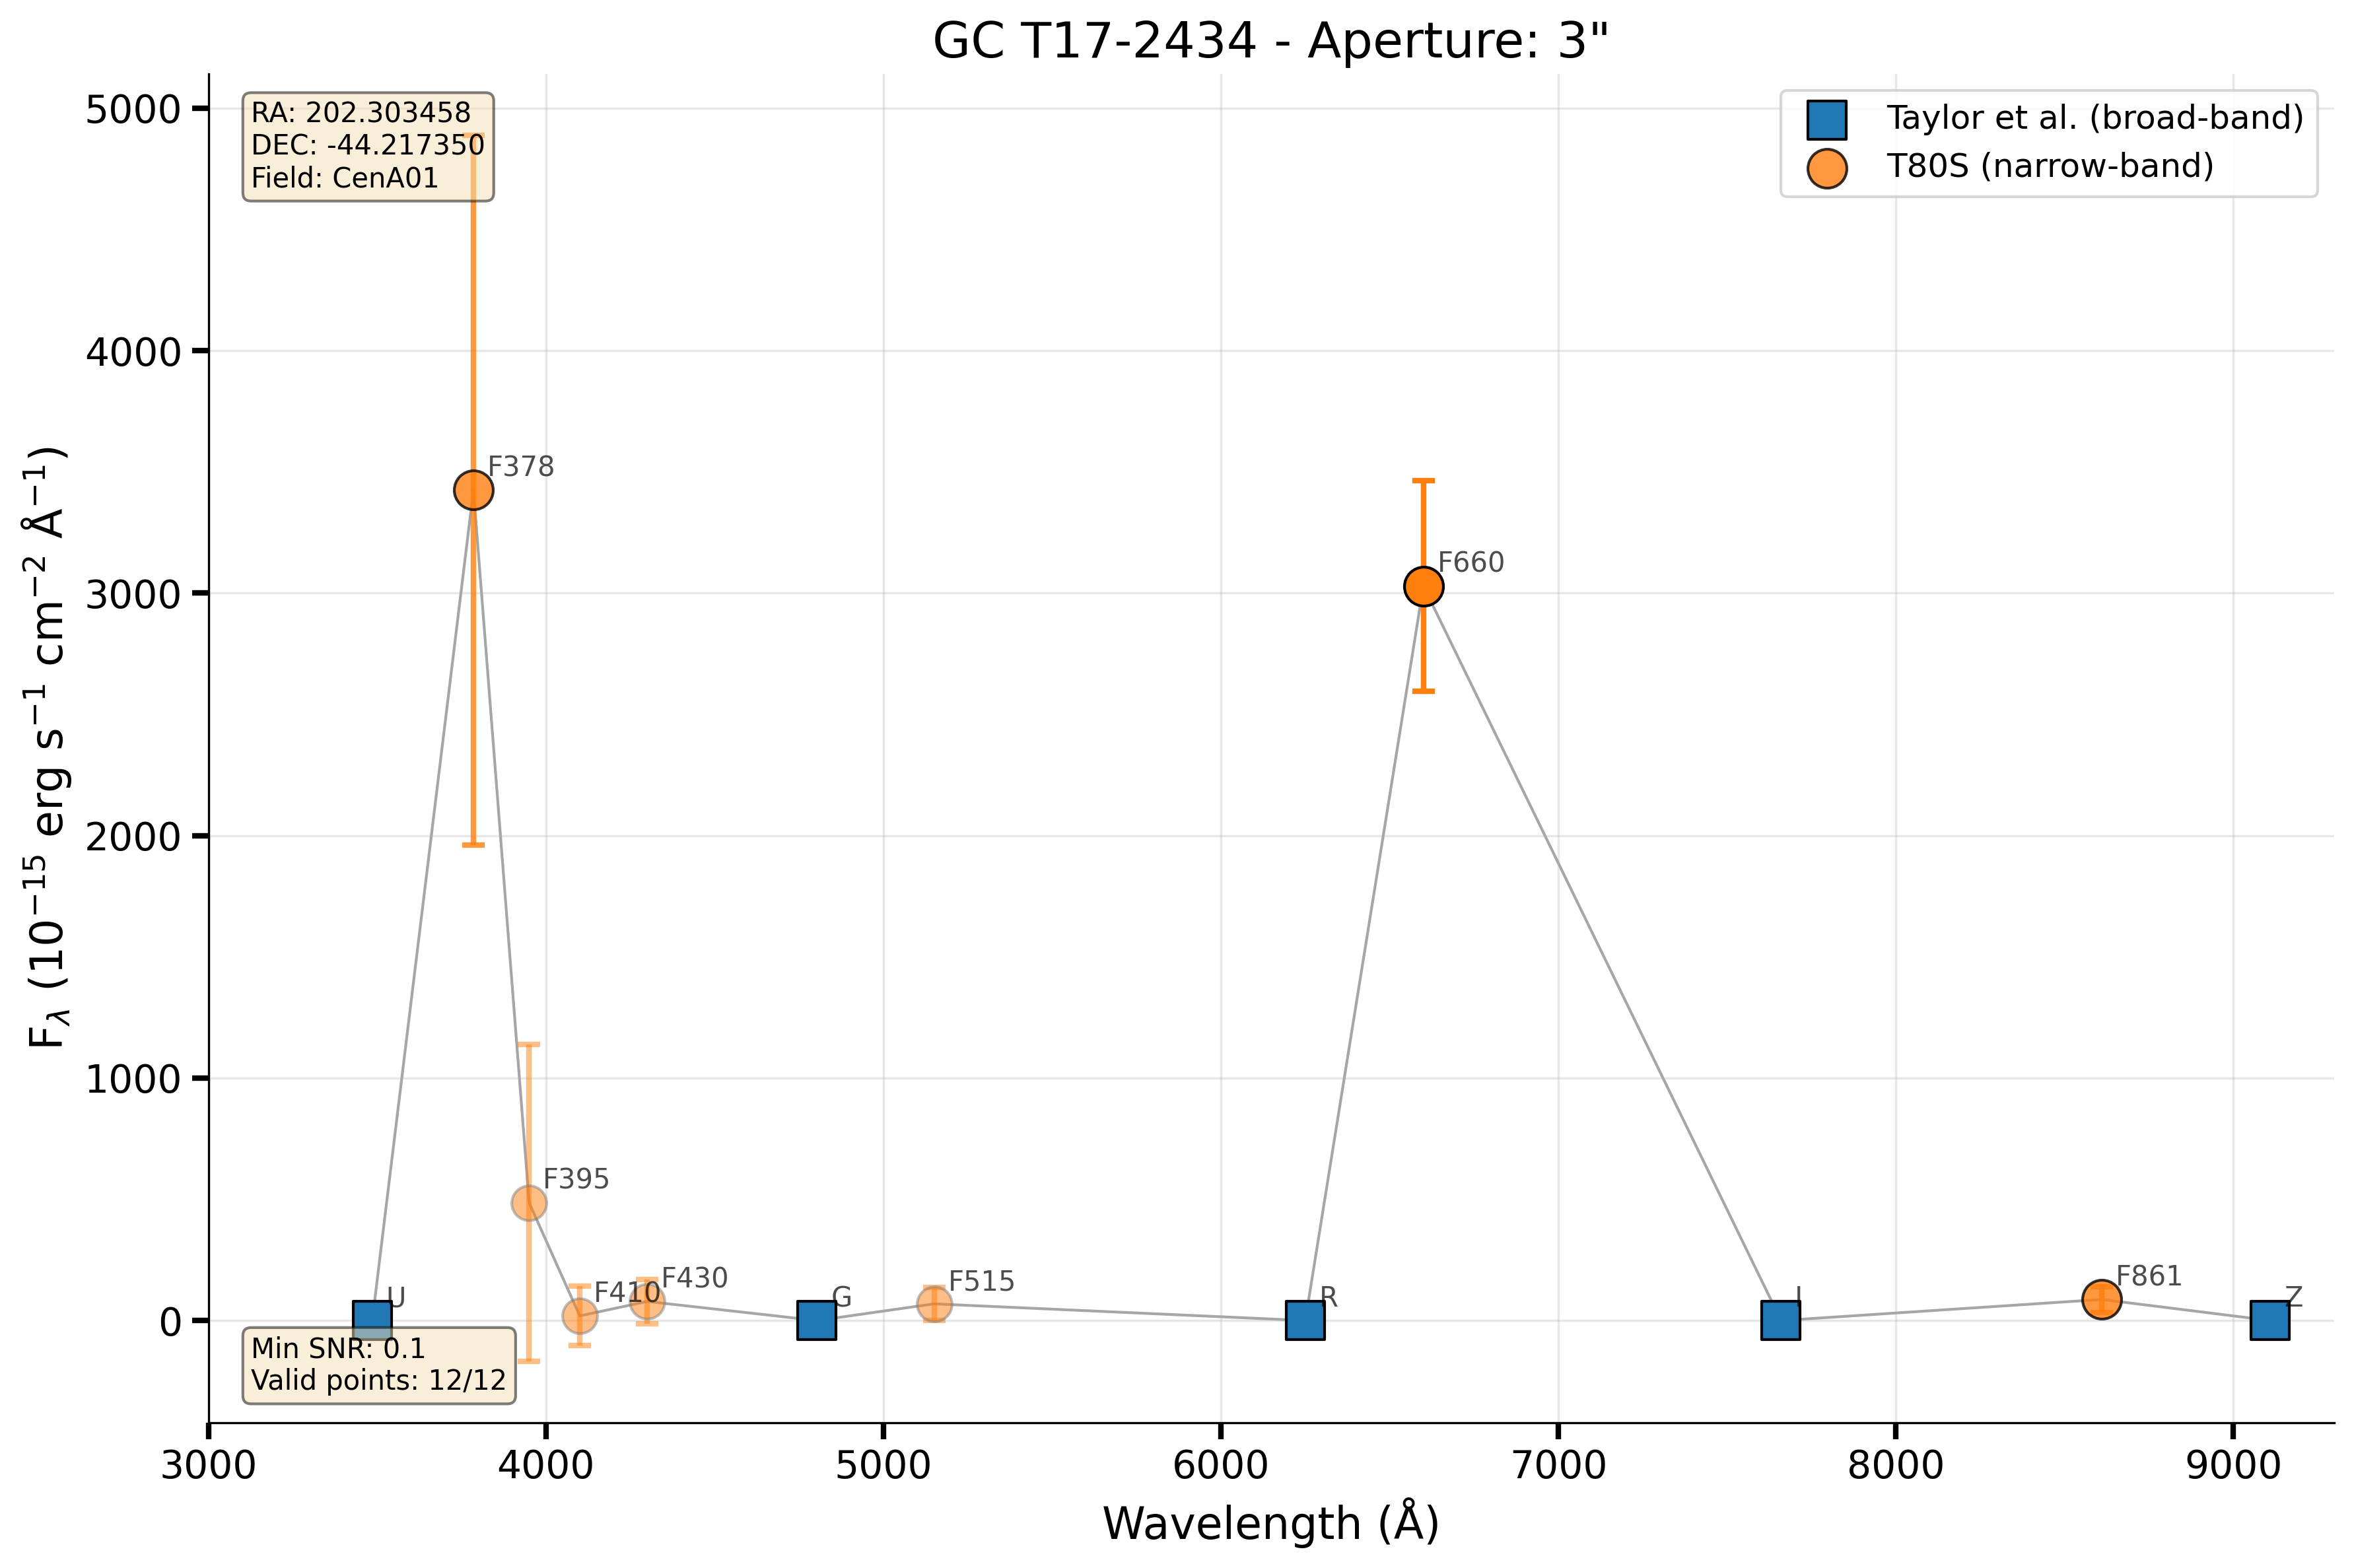 GC T17-2434 - Aperture: 3"
RA: 202.303458
DEC: -44.217350
Field: CenA01
Taylor et al. (broad-band)
T80S (narrow-band)
5000
4000
3000
2000
1000
0
F$_{λ}$ (10$^{−15}$ erg s$^{−1}$ cm$^{−2}$ Å$^{−1}$)
F378
F660
F395
F410
F430
F515
F861
U
G
R
I
Z
Min SNR: 0.1
Valid points: 12/12
3000
4000
5000
6000
7000
8000
9000
Wavelength (Å)